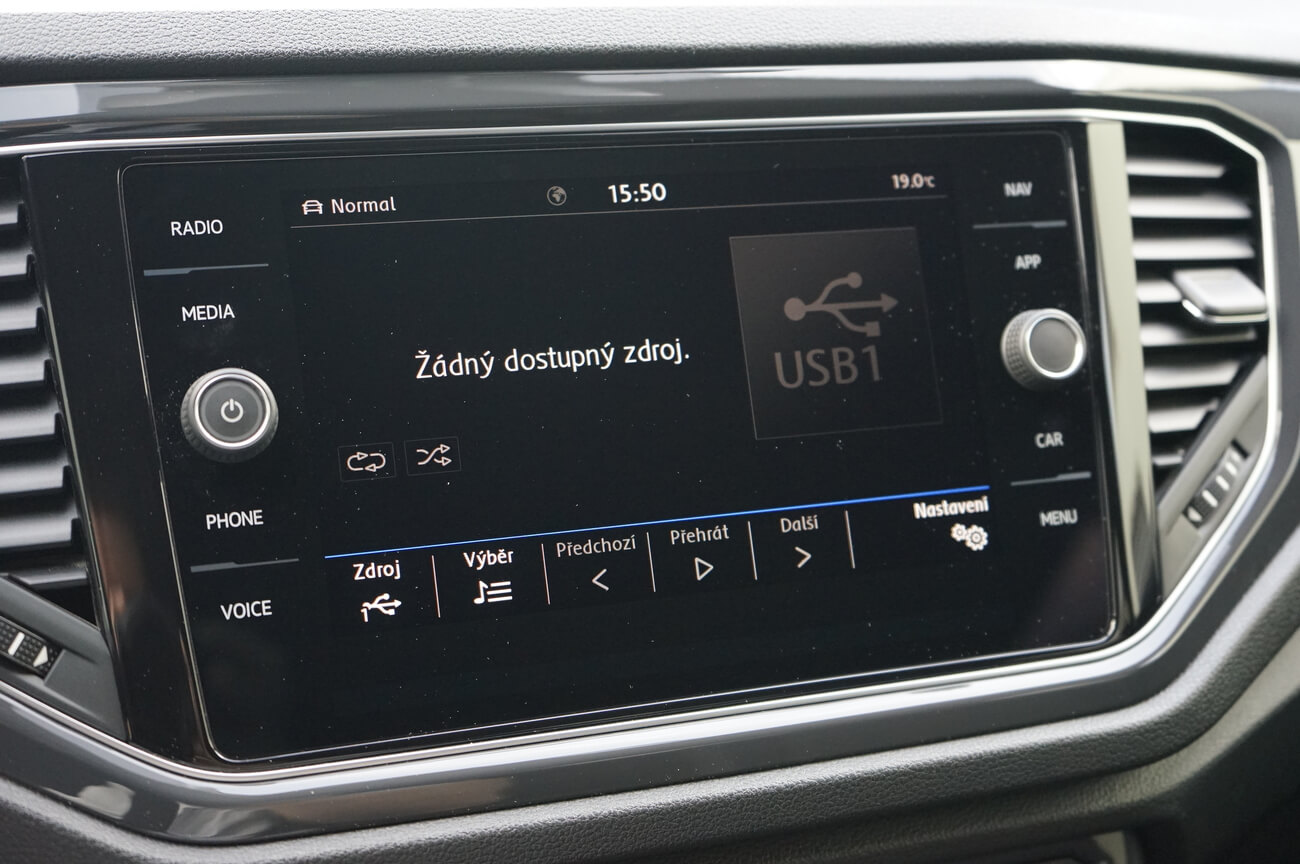 RADIO
MEDIA
PHONE
VOICE
Normal
15:50
19.0°C
Žádný dostupný zdroj.
USB1
Zdroj
1
Výběr
Předchozí
Přehrát
Další
Nastavení
NAV
APP
CAR
MENU